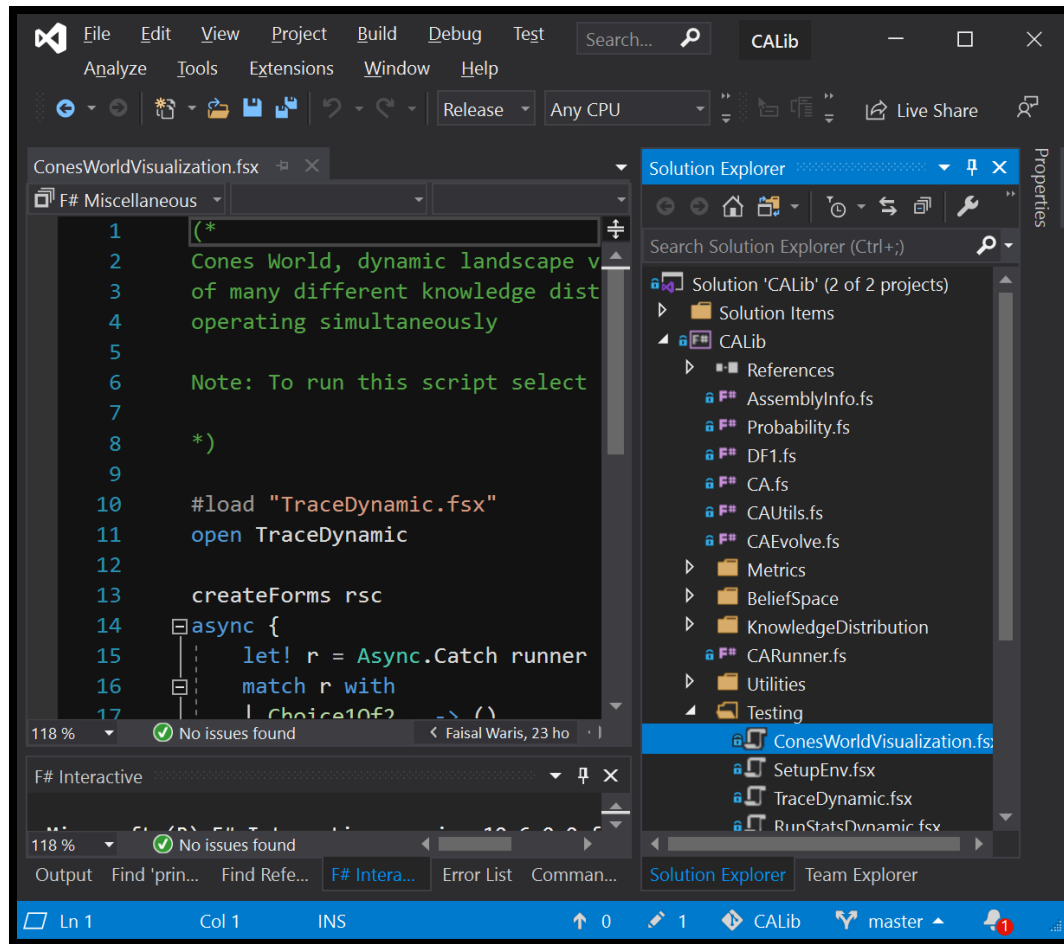 File Edit View Project Build Debug Test Search... CALib
Analyze Tools Extensions Window Help
Release Any CPU Live Share
ConesWorldVisualization.fsx
F# Miscellaneous
1 (*
2 Cones World, dynamic landscape v
3 of many different knowledge dist
4 operating simultaneously
5
6 Note: To run this script select
7
8 *)
9
10 #load "TraceDynamic.fsx"
11 open TraceDynamic
12
13 createForms rsc
14 async {
15 let! r = Async.Catch runner
16 match r with
17 | Choice1Of2 _ -> ()
118 % No issues found < Faisal Waris, 23 ho
F# Interactive
118 % No issues found
Output Find 'prin... Find Refe... F# Intera... Error List Comman...
Solution Explorer
Search Solution Explorer (Ctrl+;)
Solution 'CALib' (2 of 2 projects)
Solution Items
F# CALib
References
F# AssemblyInfo.fs
F# Probability.fs
F# DF1.fs
F# CA.fs
F# CAUtils.fs
F# CAEvolve.fs
Metrics
BeliefSpace
KnowledgeDistribution
F# CARunner.fs
Utilities
Testing
ConesWorldVisualization.fs
SetupEnv.fsx
TraceDynamic.fsx
RunStatsDynamic.fsx
Solution Explorer Team Explorer
Properties
Ln 1 Col 1 INS 0 1 CALib master 1